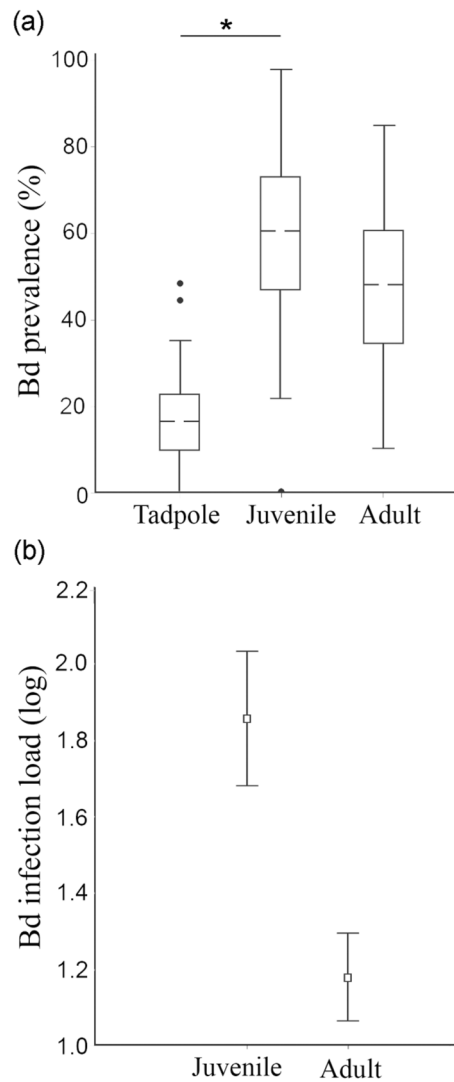 (a)
*
100
80
60
40
20
0
Bd prevalence (%)
Tadpole Juvenile Adult
(b)
2.2
2.0
1.8
1.6
1.4
1.2
1.0
Bd infection load (log)
Juvenile Adult